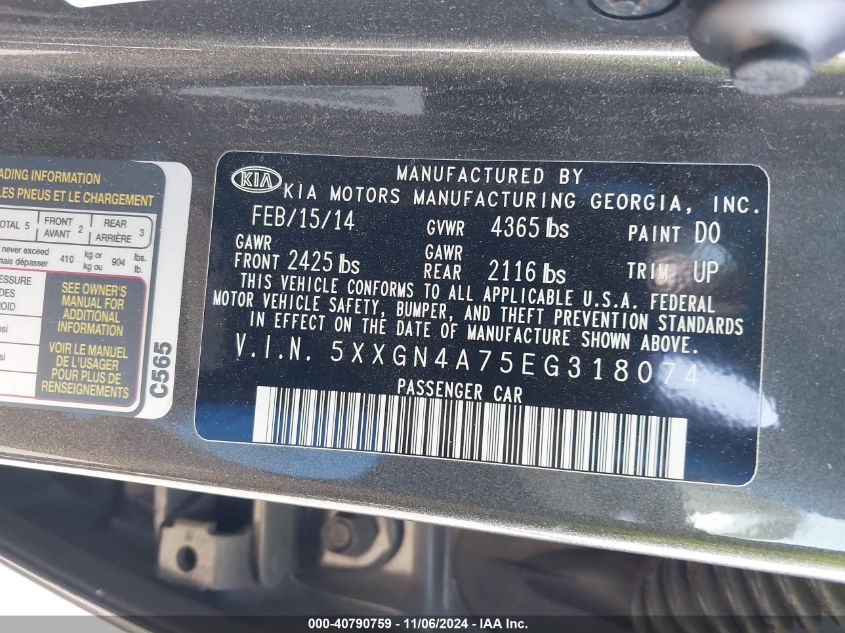 ADING INFORMATION
LES PNEUS ET LE CHARGEMENT
TOTAL 5 FRONT AVANT 2 REAR ARRIÈRE 3
never exceed
mais dépasser 410 kg or kg ou 904 lbs. lb.
SEE OWNER'S
MANUAL FOR
ADDITIONAL
INFORMATION
VOIR LE MANUEL
DE L'USAGER
POUR PLUS DE
RENSEIGNEMENTS
C565
KIA
MANUFACTURED BY
KIA MOTORS MANUFACTURING GEORGIA, INC.
FEB/15/14 GVWR 4365 lbs PAINT DO
GAWR FRONT 2425 lbs GAWR REAR 2116 lbs TRIM UP
THIS VEHICLE CONFORMS TO ALL APPLICABLE U.S.A. FEDERAL
MOTOR VEHICLE SAFETY, BUMPER, AND THEFT PREVENTION STANDARDS
IN EFFECT ON THE DATE OF MANUFACTURE SHOWN ABOVE.
V.I.N. 5XXGN4A75EG318074
PASSENGER CAR
000-40790759 - 11/06/2024 - IAA Inc.